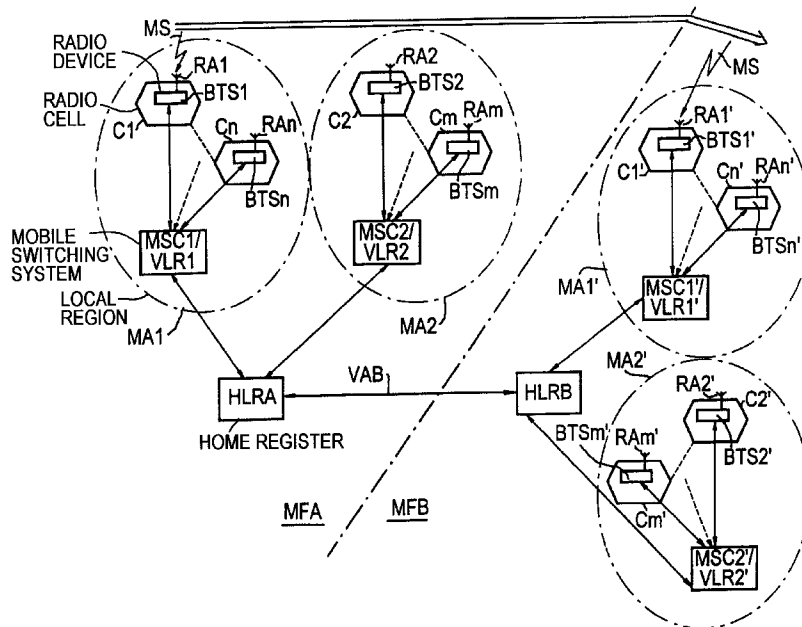 MS
RADIO
DEVICE
RA1
BTS1
RADIO
CELL
C1
Cn
RAn
BTSn
MOBILE
SWITCHING
SYSTEM
MSC1/
VLR1
LOCAL
REGION
MA1
RA2
BTS2
C2
Cm
RAm
BTSm
MSC2/
VLR2
MA2
MS
RA1'
BTS1'
C1'
Cn'
RAn'
BTSn'
MSC1'/
VLR1'
MA1'
HLRA
HOME REGISTER
VAB
HLRB
MA2'
RA2'
C2'
BTS2'
BTSm'
RAm'
Cm'
MSC2'/
VLR2'
MFA
MFB